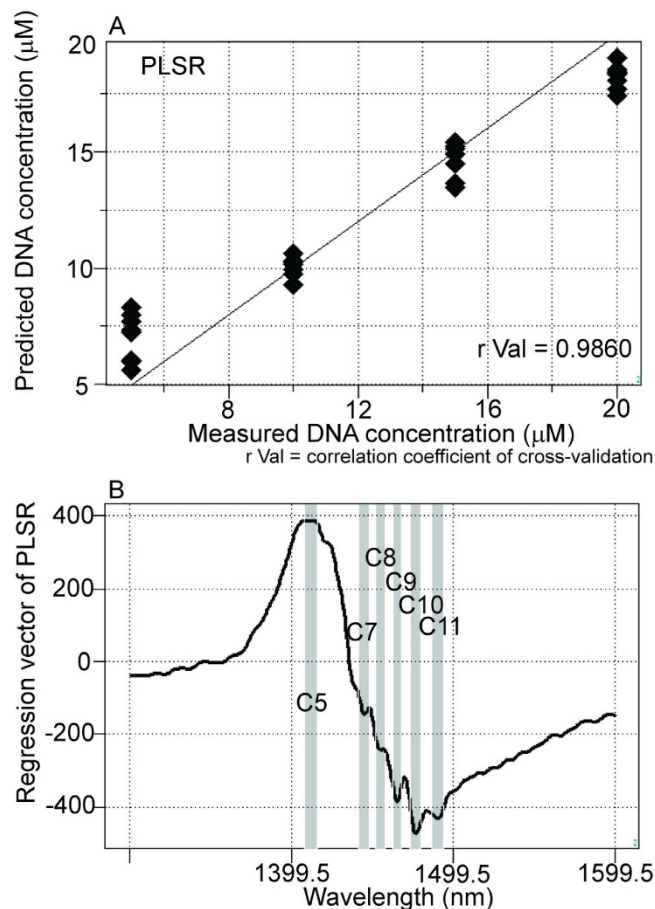 A
PLSR
Predicted DNA concentration (μM)
20
15
10
5
r Val = 0.9860
8
12
16
20
Measured DNA concentration (μM)
r Val = correlation coefficient of cross-validation
2
B
Regression vector of PLSR
400
200
0
-200
-400
C5
C7
C8
C9
C10
C11
1399.5
1499.5
1599.5
Wavelength (nm)
2